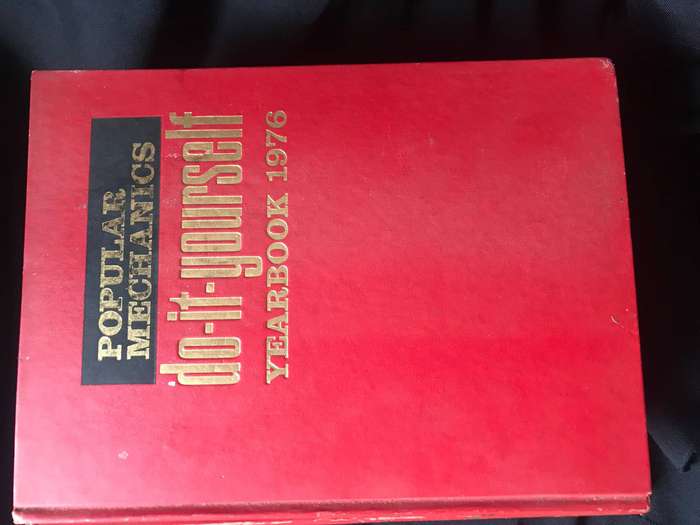 POPULAR
MECHANICS
do-it-yourself
YEARBOOK 1976